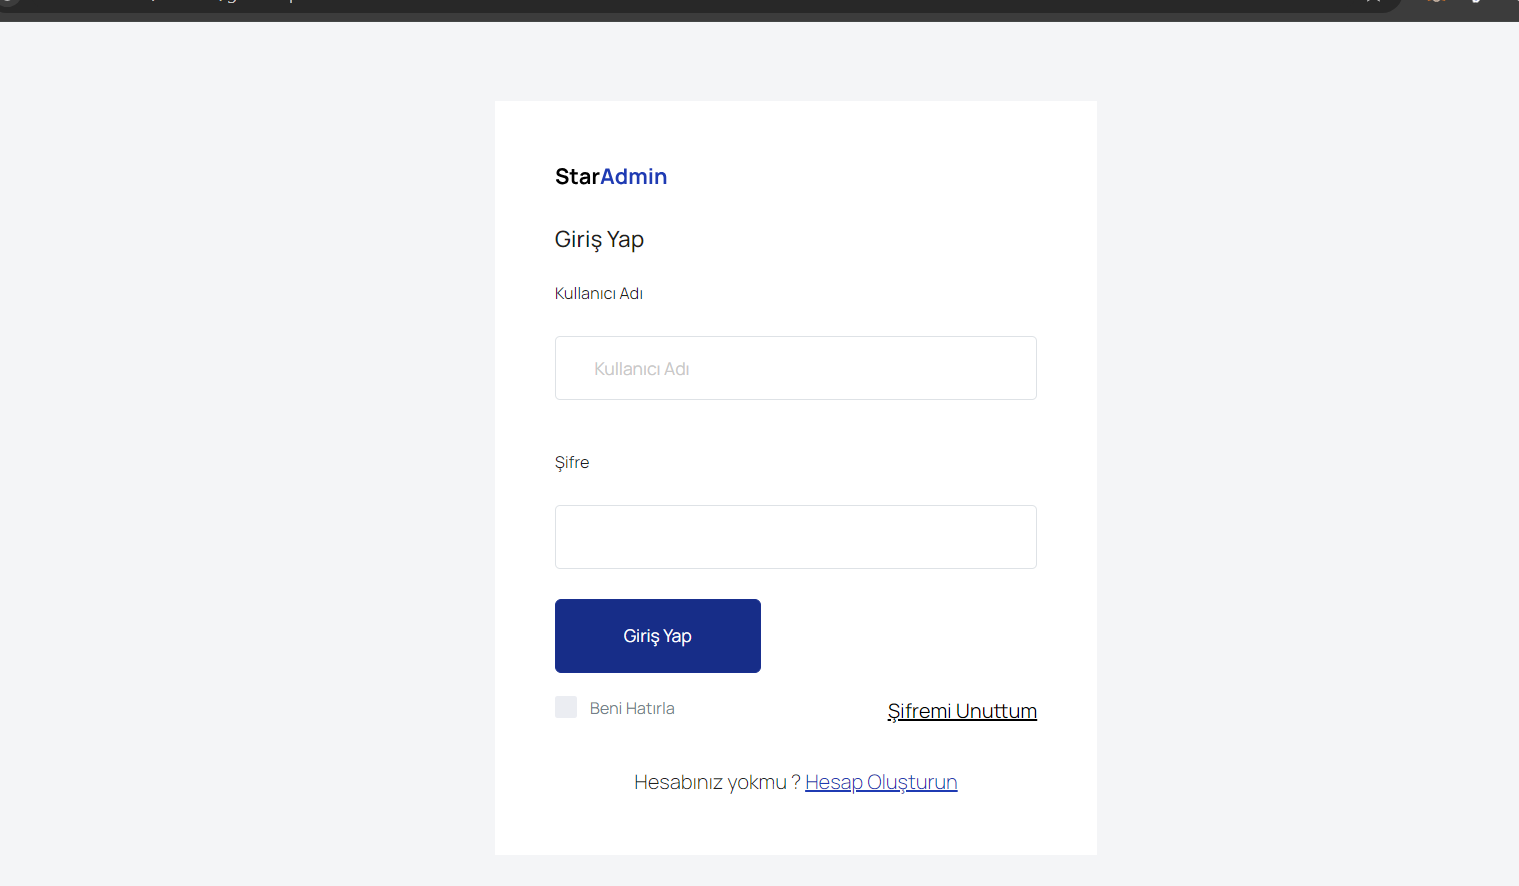 StarAdmin
Giriş Yap
Kullanıcı Adı
Kullanıcı Adı
Şifre
Giriş Yap
Beni Hatırla
Şifremi Unuttum
Hesabınız yokmu ? Hesap Oluşturun